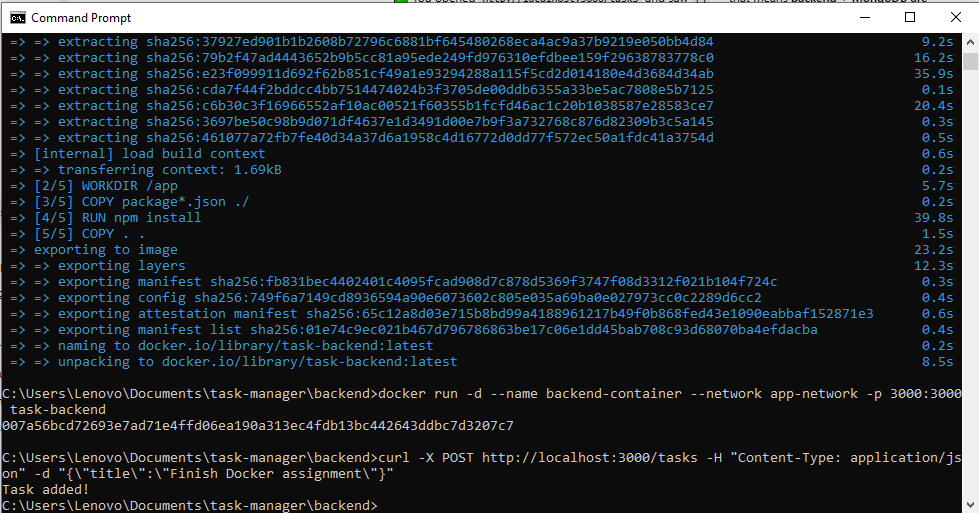 Command Prompt
=> => extracting sha256:37927ed901b1b2608b72796c6881bf645480268eca4ac9a37b9219e050bb4d84 9.2s
=> => extracting sha256:79b2f47ad4443652b9b5cc81a95ede249fd976310efdbee159f29638783778c0 16.2s
=> => extracting sha256:e23f099911d692f62b851cf49a1e93294288a115f5cd2d014180e4d3684d34ab 35.9s
=> => extracting sha256:cda7f44f2bddcc4bb7514474024b3f3705de00ddb6355a33be5ac7808e5b7125 0.1s
=> => extracting sha256:c6b30c3f16966552af10ac00521f60355b1fcfd46ac1c20b1038587e28583ce7 20.4s
=> => extracting sha256:3697be50c98b9d071df4637e1d3491d00e7b9f3a732768c876d82309b3c5a145 0.3s
=> => extracting sha256:461077a72fb7fe40d34a37d6a1958c4d16772d0dd77f572ec50a1fdc41a3754d 0.5s
=> [internal] load build context 0.6s
=> => transferring context: 1.69kB 0.2s
=> [2/5] WORKDIR /app 5.7s
=> [3/5] COPY package*.json ./ 0.2s
=> [4/5] RUN npm install 39.8s
=> [5/5] COPY . . 1.5s
=> exporting to image 23.2s
=> => exporting layers 12.3s
=> => exporting manifest sha256:fb831bec4402401c4095fcad908d7c878d5369f3747f08d3312f021b104f724c 0.3s
=> => exporting config sha256:749f6a7149cd8936594a90e6073602c805e035a69ba0e027973cc0c2289d6cc2 0.4s
=> => exporting attestation manifest sha256:65c12a8d03e715b8bd99a4188961217b49f0b868fed43e1090eabbaf152871e3 0.6s
=> => exporting manifest list sha256:01e74c9ec021b467d796786863be17c06e1dd45bab708c93d68070ba4efdacba 0.4s
=> => naming to docker.io/library/task-backend:latest 0.2s
=> => unpacking to docker.io/library/task-backend:latest 8.5s
C:\Users\Lenovo\Documents\task-manager\backend>docker run -d --name backend-container --network app-network -p 3000:3000
task-backend
007a56bcd72693e7ad71e4ffd06ea190a313ec4fdb13bc442643ddbc7d3207c7
C:\Users\Lenovo\Documents\task-manager\backend>curl -X POST http://localhost:3000/tasks -H "Content-Type: application/js
on" -d "{\"title\":\"Finish Docker assignment\"}"
Task added!
C:\Users\Lenovo\Documents\task-manager\backend>